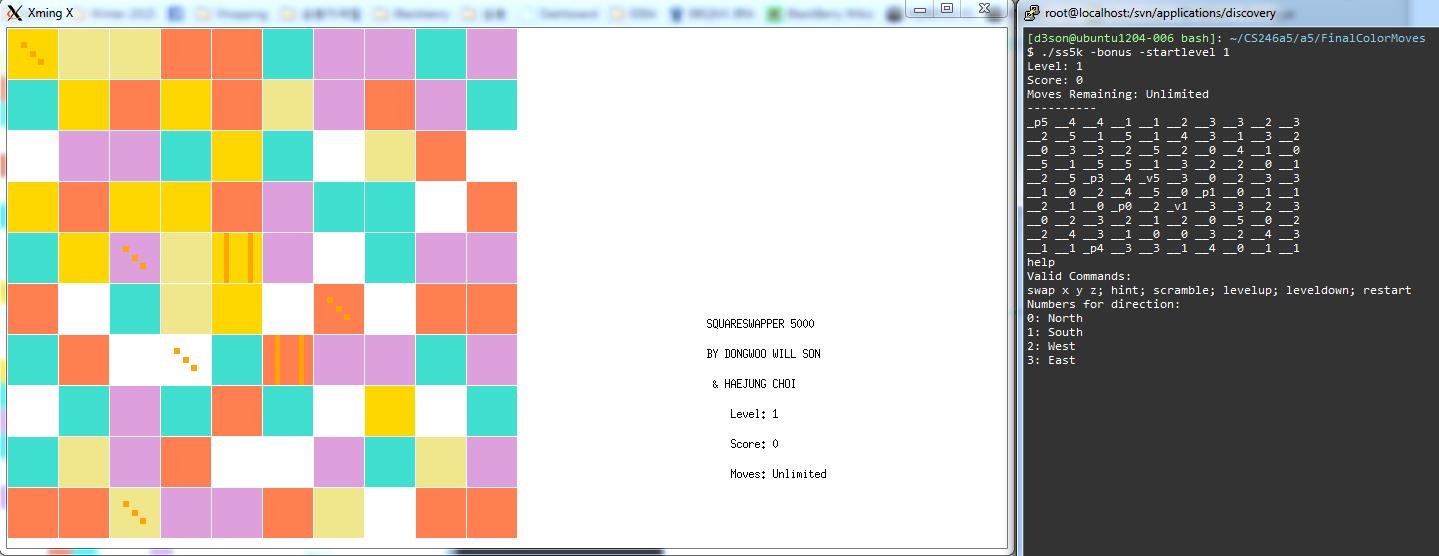 Xming X
SQUARESWAPPER 5000
BY DONGWOO WILL SON
& HAEJUNG CHOI
Level: 1
Score: 0
Moves: Unlimited
root@localhost:/svn/applications/discovery
[d3son@ubuntu1204-006 bash]: ~/CS246a5/a5/FinalColorMoves
$ ./ss5k -bonus -startlevel 1
Level: 1
Score: 0
Moves Remaining: Unlimited
----------
_p5 __4 __4 __1 __1 __2 __3 __3 __2 __3
__2 __5 __1 __5 __1 __4 __3 __1 __3 __2
__0 __3 __3 __2 __5 __2 __0 __4 __1 __0
__5 __1 __5 __5 __1 __3 __2 __2 __0 __1
__2 __5 _p3 __4 _v5 __3 __0 __2 __3 __3
__1 __0 __2 __4 __5 __0 _p1 __0 __1 __1
__2 __1 __0 _p0 __2 _v1 __3 __3 __2 __3
__0 __2 __3 __2 __1 __2 __0 __5 __0 __2
__2 __4 __3 __1 __0 __0 __3 __2 __4 __3
__1 __1 _p4 __3 __3 __1 __4 __0 __1 __1
help
Valid Commands:
swap x y z; hint; scramble; levelup; leveldown; restart
Numbers for direction:
0: North
1: South
2: West
3: East